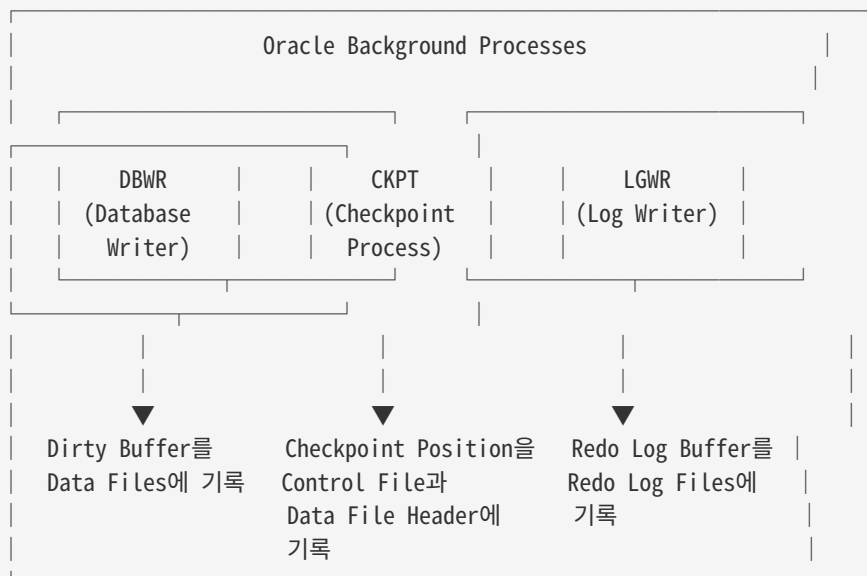 Oracle Background Processes
DBWR CKPT LGWR
(Database (Checkpoint (Log Writer)
Writer) Process)
Dirty Buffer를 Checkpoint Position을 Redo Log Buffer를
Data Files에 기록 Control File과 Redo Log Files에
Data File Header에 기록
기록